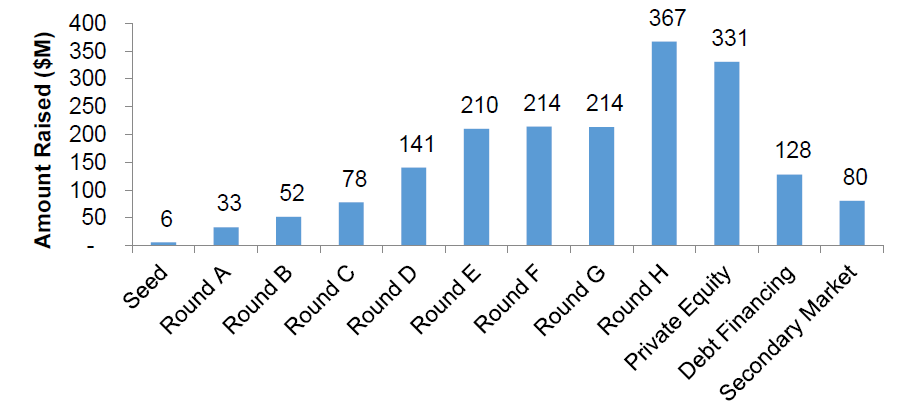 Amount Raised ($M)
400
350
300
250
200
150
100
50
-
6
33
52
78
141
210
214
214
367
331
128
80
Seed
Round A
Round B
Round C
Round D
Round E
Round F
Round G
Round H
Private Equity
Debt Financing
Secondary Market